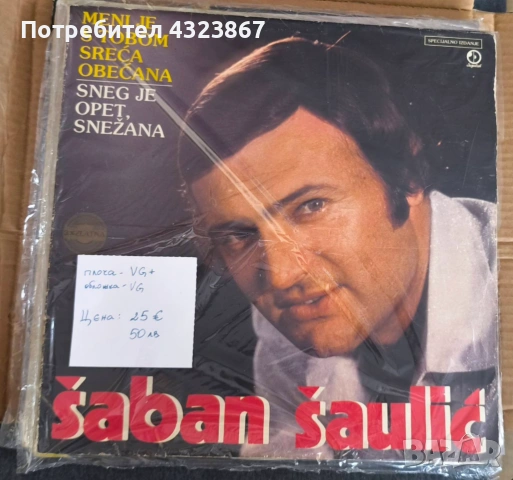 Потребител 4323867
MENI JE
S TOBOM
SREĆA
OBEĆANA
SNEG JE
OPET,
SNEŽANA
SPECIJALNO IZDANJE
плоча - VG+
обложка - VG
Цена: 25 €
50 лв
šaban šaulić
BAZAR